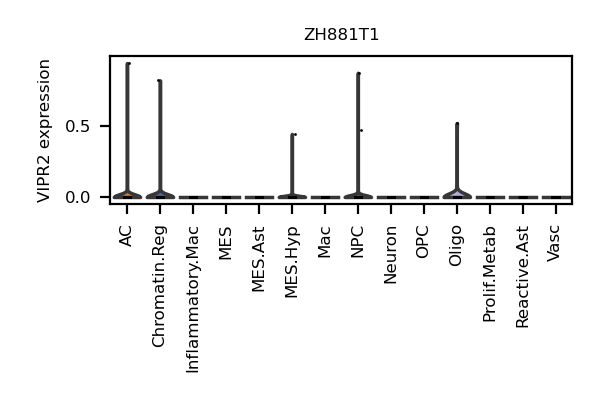 ZH881T1
VIPR2 expression
0.5
0.0
AC
Chromatin.Reg
Inflammatory.Mac
MES
MES.Ast
MES.Hyp
Mac
NPC
Neuron
OPC
Oligo
Prolif.Metab
Reactive.Ast
Vasc